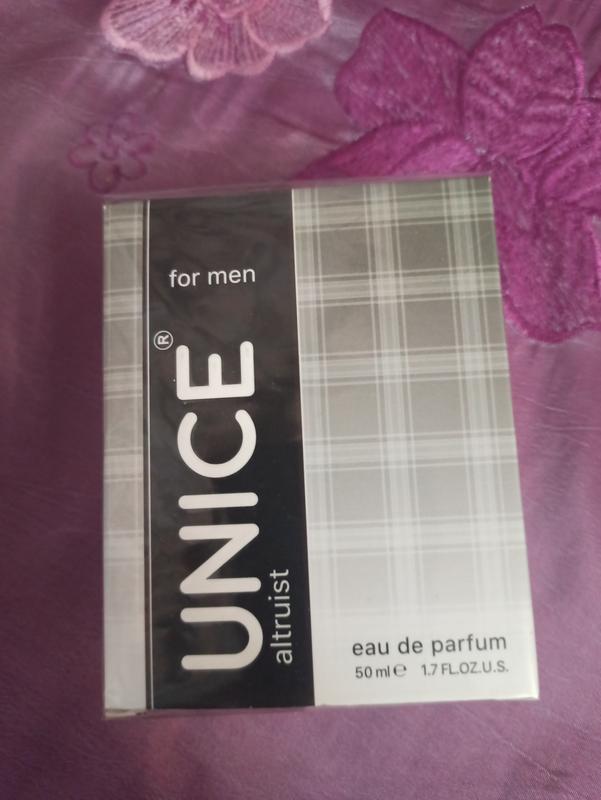 for men
UNICE®
altruist
eau de parfum
50 ml ℮ 1.7 FL.OZ.U.S.